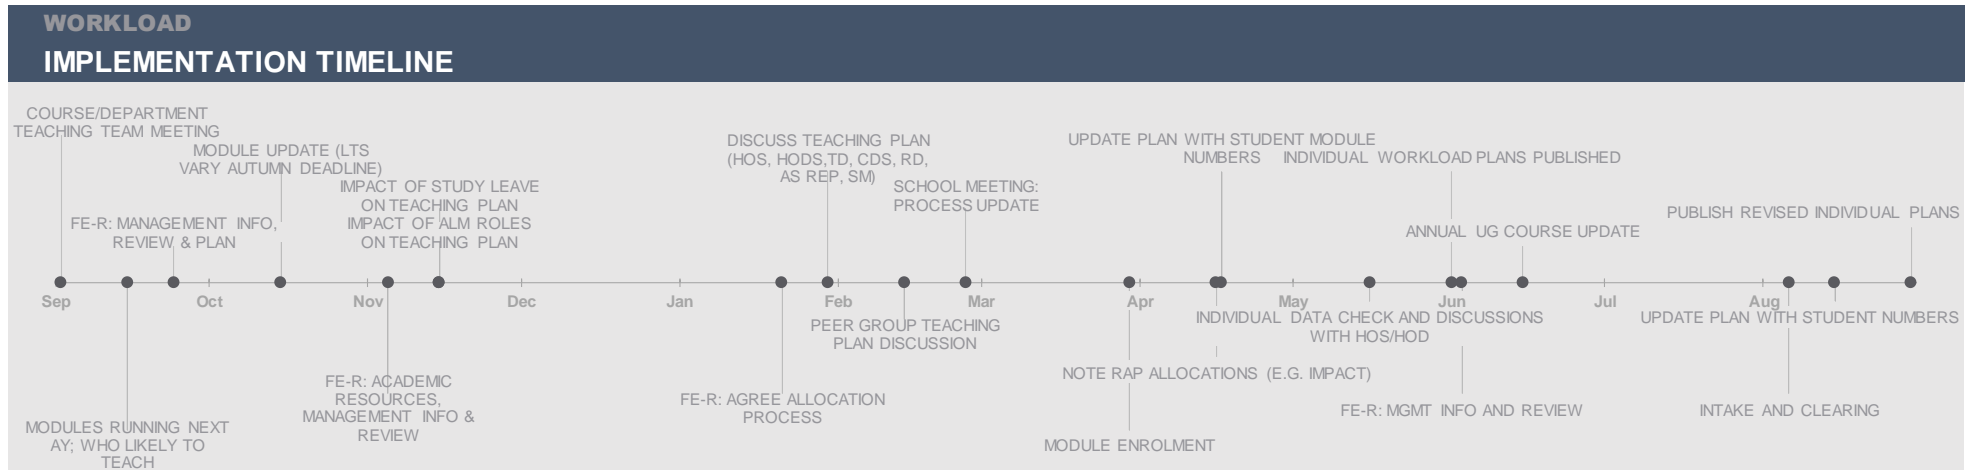 WORKLOAD
IMPLEMENTATION TIMELINE
COURSE/DEPARTMENT
TEACHING TEAM MEETING
MODULE UPDATE (LTS
VARY AUTUMN DEADLINE)
IMPACT OF STUDY LEAVE
ON TEACHING PLAN
FE-R: MANAGEMENT INFO,
REVIEW & PLAN
IMPACT OF ALM ROLES
ON TEACHING PLAN
DISCUSS TEACHING PLAN
(HOS, HODS,TD, CDS, RD,
AS REP, SM)
SCHOOL MEETING:
PROCESS UPDATE
UPDATE PLAN WITH STUDENT MODULE
NUMBERS
INDIVIDUAL WORKLOAD PLANS PUBLISHED
ANNUAL UG COURSE UPDATE
PUBLISH REVISED INDIVIDUAL PLANS
Sep Oct Nov Dec Jan Feb Mar Apr May Jun Jul Aug
MODULES RUNNING NEXT
AY; WHO LIKELY TO
TEACH
FE-R: ACADEMIC
RESOURCES,
MANAGEMENT INFO &
REVIEW
FE-R: AGREE ALLOCATION
PROCESS
PEER GROUP TEACHING
PLAN DISCUSSION
MODULE ENROLMENT
NOTE RAP ALLOCATIONS (E.G. IMPACT)
INDIVIDUAL DATA CHECK AND DISCUSSIONS
WITH HOS/HOD
FE-R: MGMT INFO AND REVIEW
UPDATE PLAN WITH STUDENT NUMBERS
INTAKE AND CLEARING